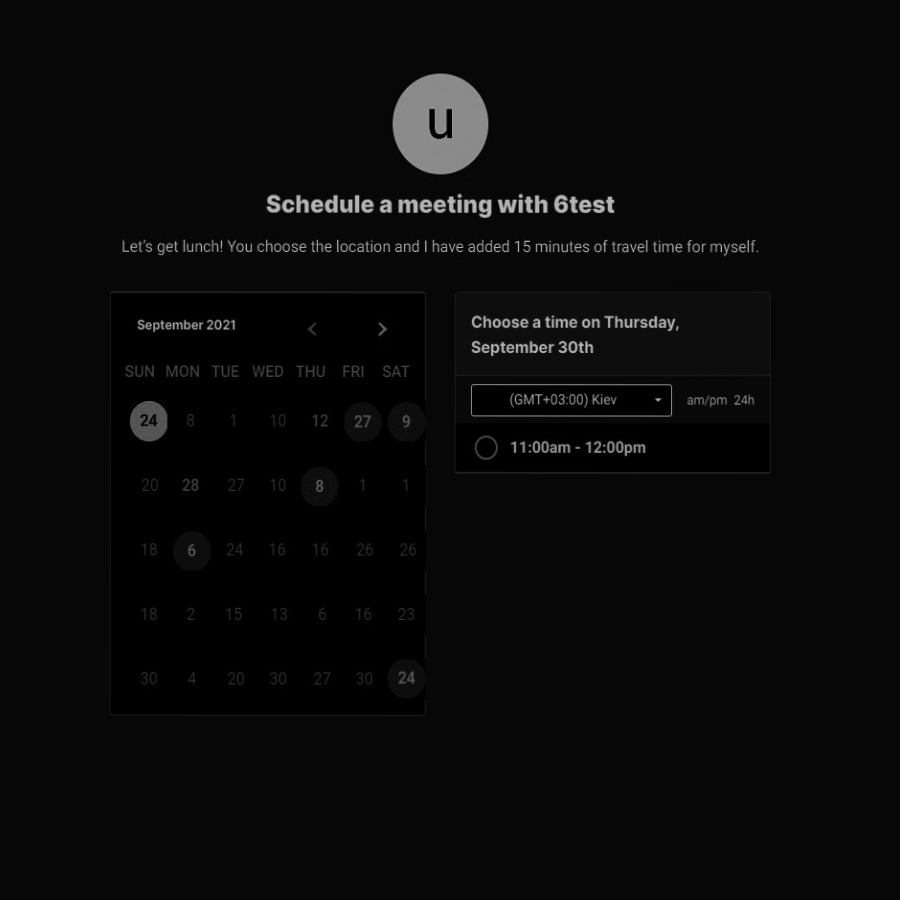 u
Schedule a meeting with 6test
Let's get lunch! You choose the location and I have added 15 minutes of travel time for myself.
September 2021
SUN MON TUE WED THU FRI SAT
24 8 1 10 12 27 9
20 28 27 10 8 1 1
18 6 24 16 16 26 26
18 2 15 13 6 16 23
30 4 20 30 27 30 24
Choose a time on Thursday,
September 30th
(GMT+03:00) Kiev am/pm 24h
11:00am - 12:00pm